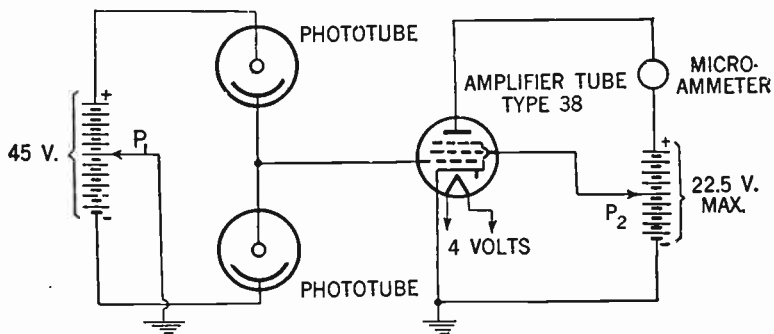 PHOTOTUBE
AMPLIFIER TUBE
TYPE 38
MICRO-
AMMETER
45 V.
+
P1
-
+
22.5 V.
MAX.
P2
-
4 VOLTS
PHOTOTUBE